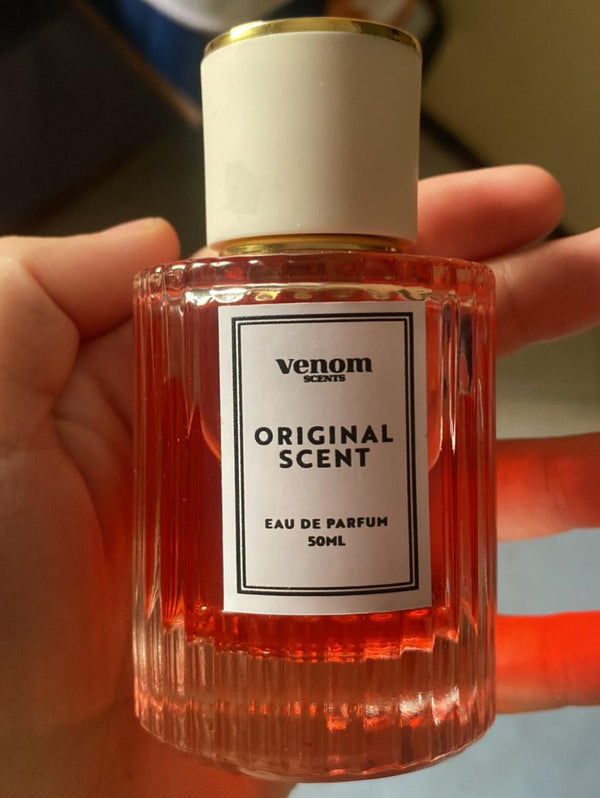 venom
SCENTS
ORIGINAL
SCENT
EAU DE PARFUM
50ML